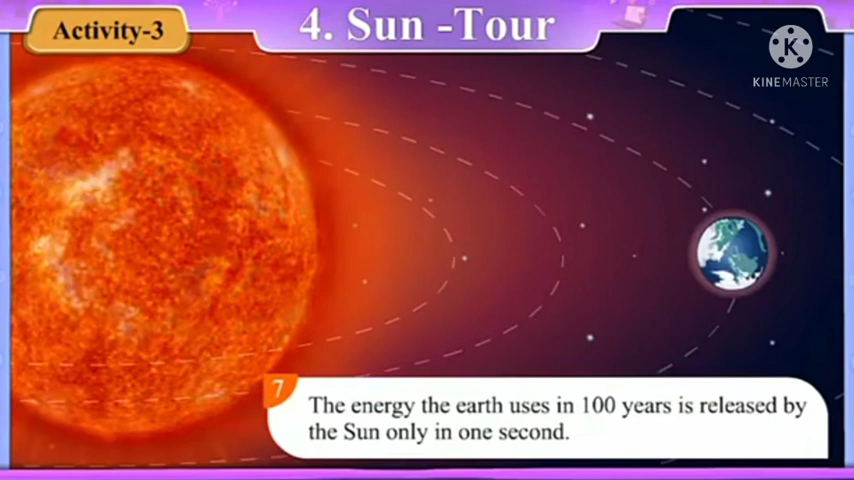 Activity-3
4. Sun -Tour
K
KINEMASTER
7
The energy the earth uses in 100 years is released by
the Sun only in one second.